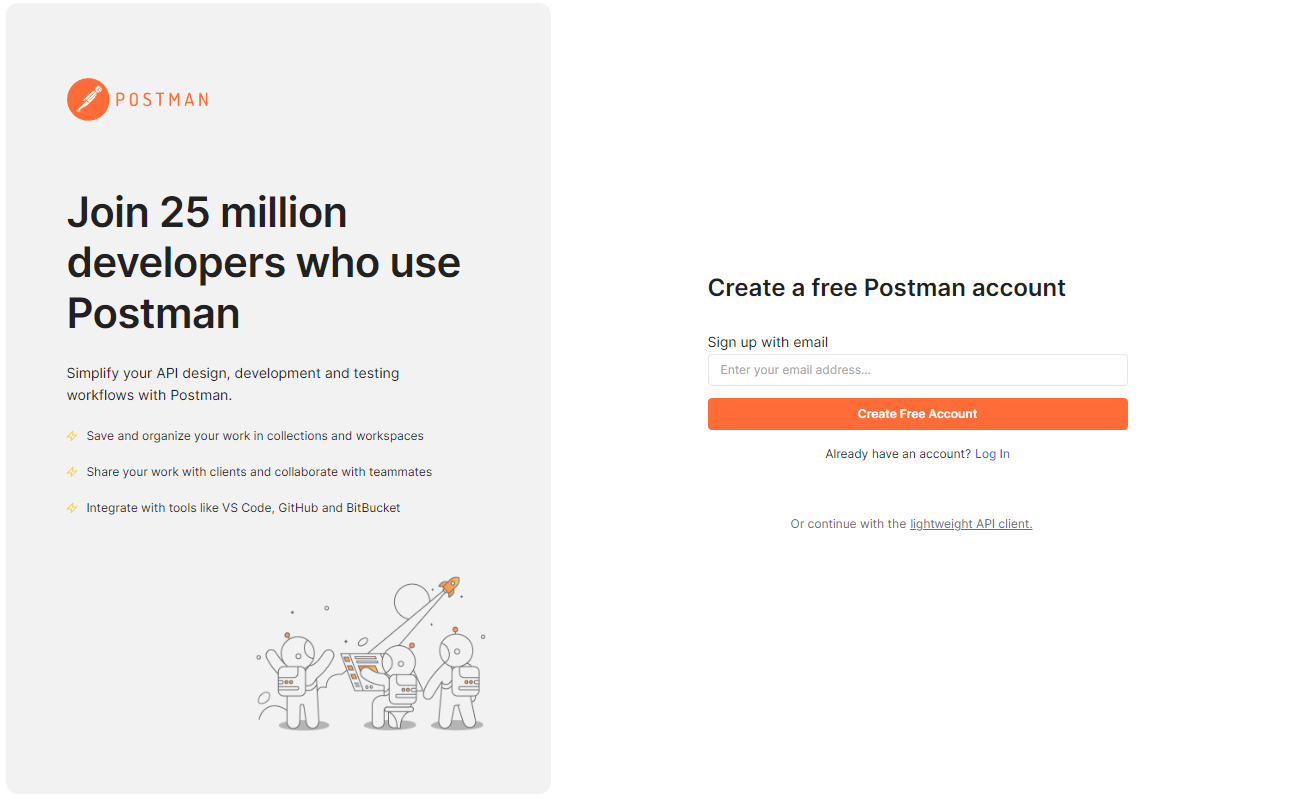 POSTMAN
Join 25 million
developers who use
Postman
Simplify your API design, development and testing
workflows with Postman.
Save and organize your work in collections and workspaces
Share your work with clients and collaborate with teammates
Integrate with tools like VS Code, GitHub and BitBucket
Create a free Postman account
Sign up with email
Enter your email address...
Create Free Account
Already have an account? Log In
Or continue with the lightweight API client.